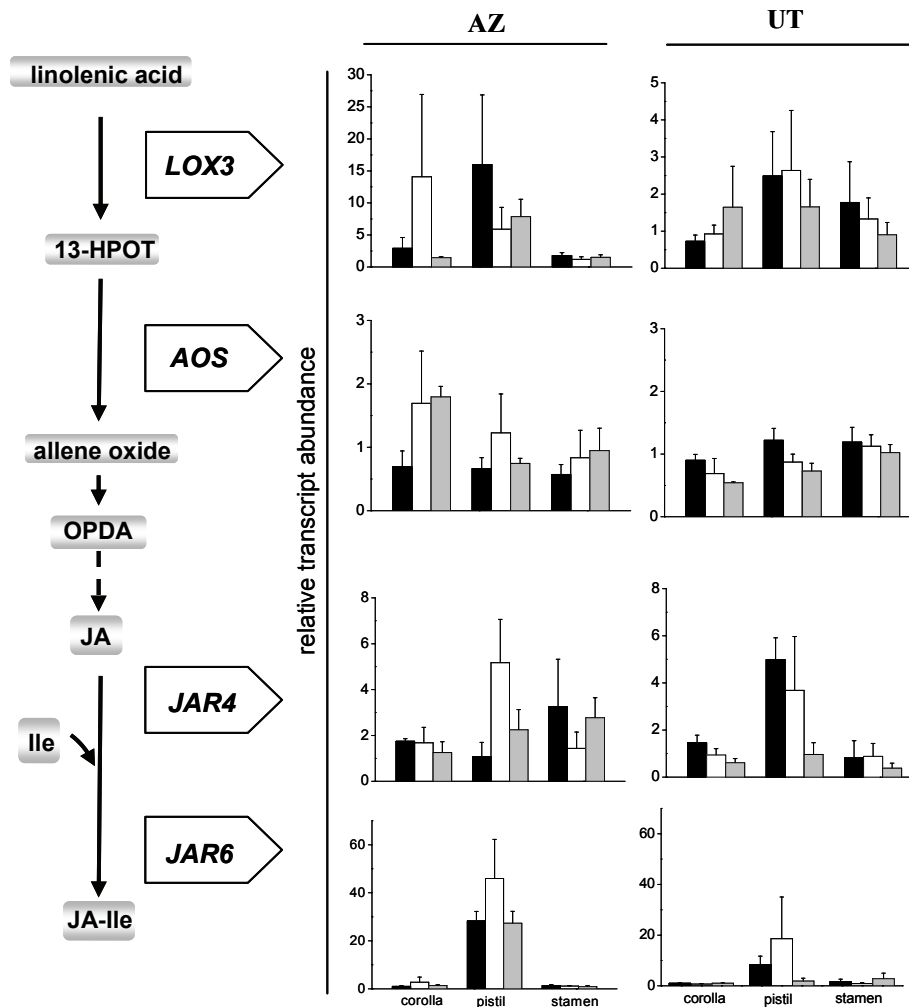 AZ
UT
linolenic acid
LOX3
13-HPOT
AOS
allene oxide
OPDA
JA
JAR4
Ile
JAR6
JA-Ile
relative transcript abundance
30
25
20
15
10
5
0
5
4
3
2
1
0
3
2
1
0
3
2
1
0
8
6
4
2
0
8
6
4
2
0
60
40
20
0
corolla pistil stamen
60
40
20
0
corolla pistil stamen